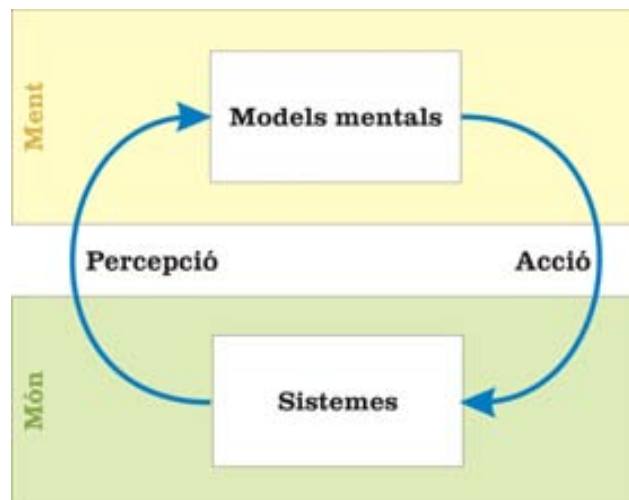 Ment
Models mentals
Percepció
Acció
Món
Sistemes